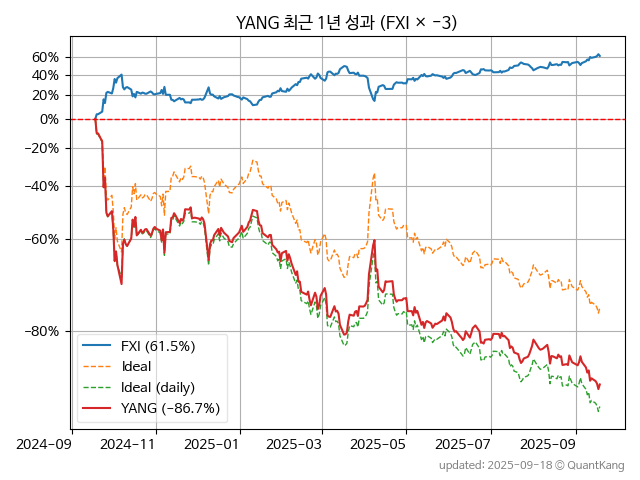 YANG 최근 1년 성과 (FXI × −3)
60%
40%
20%
0%
−20%
−40%
−60%
−80%
FXI (61.5%)
Ideal
Ideal (daily)
YANG (-86.7%)
2024-09
2024-11
2025-01
2025-03
2025-05
2025-07
2025-09
updated: 2025-09-18 © QuantKang